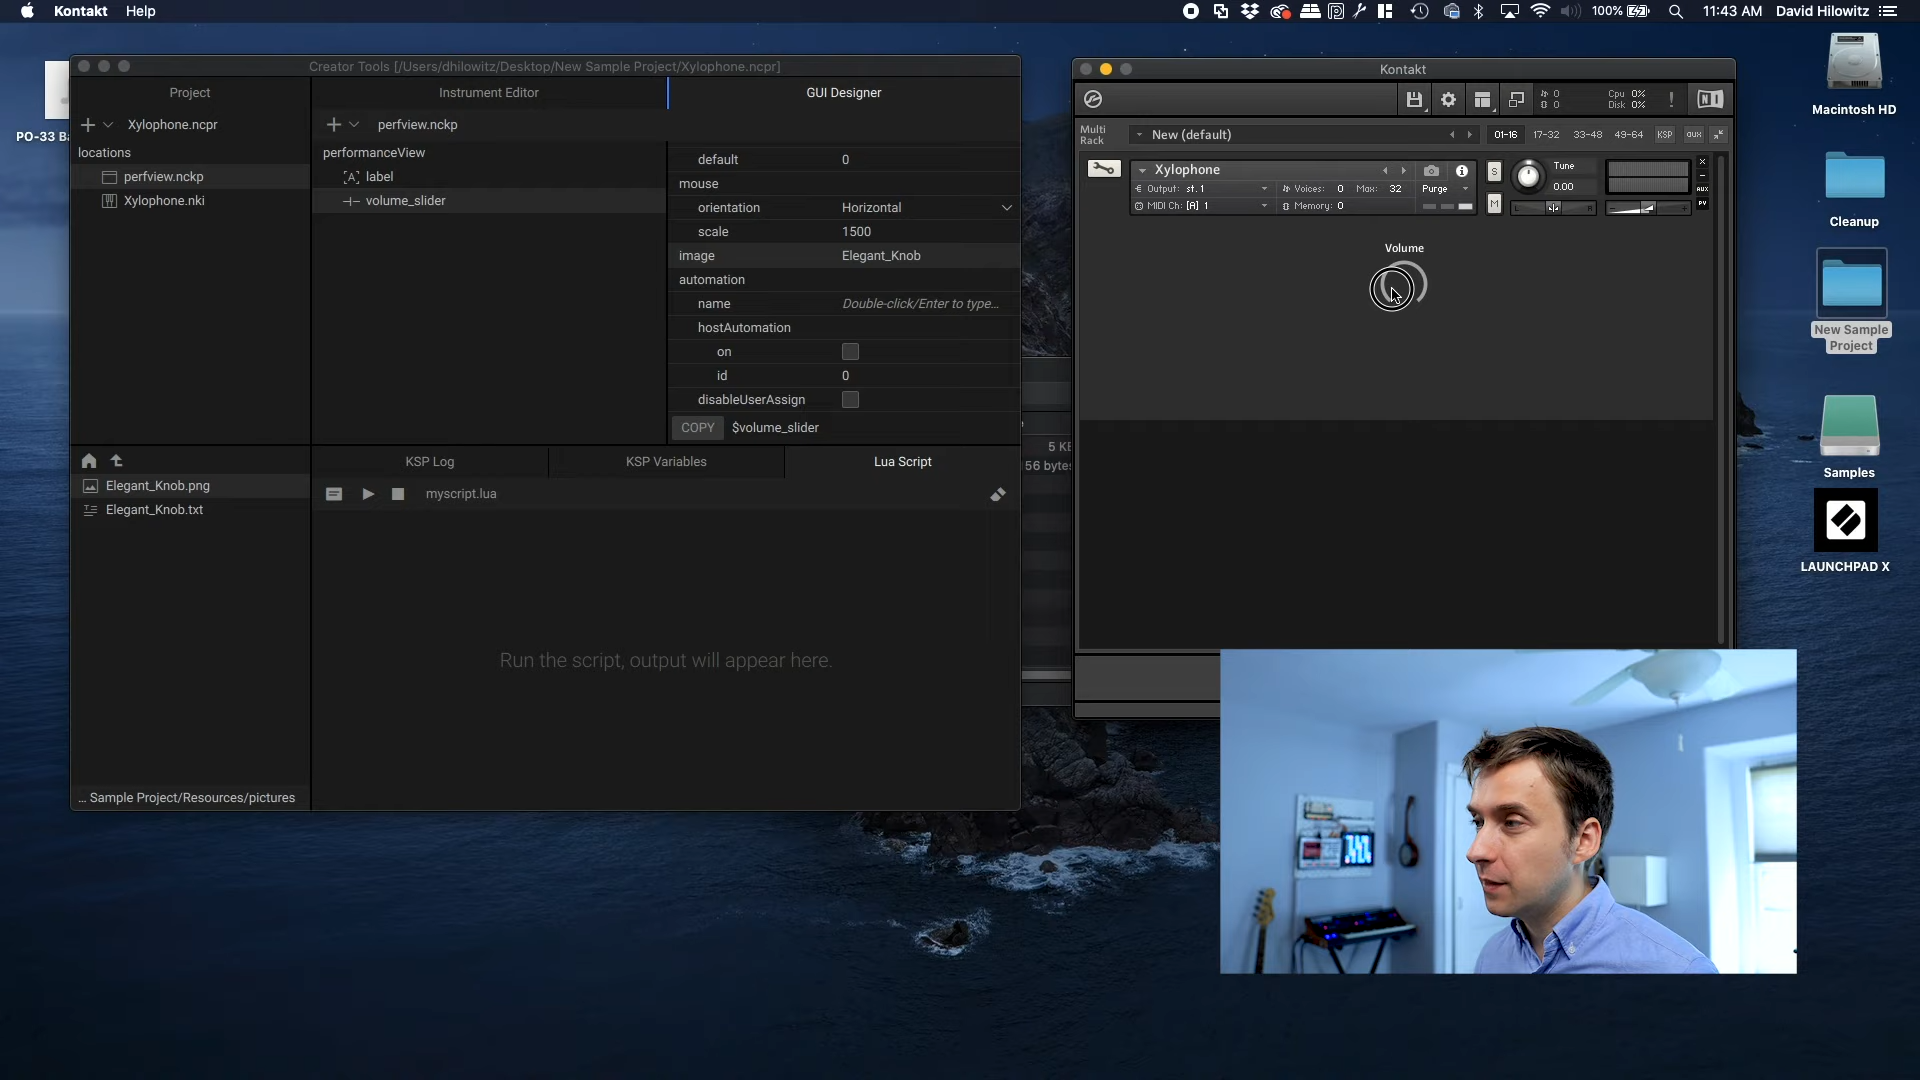 Kontakt Help
100% 11:43 AM David Hilowitz
PO-33 Ba
Creator Tools [/Users/dhilowitz/Desktop/New Sample Project/Xylophone.ncpr]
Project
Instrument Editor
GUI Designer
Xylophone.ncpr
locations
perfview.nckp
Xylophone.nki
perfview.nckp
performanceView
label
volume_slider
default 0
mouse
orientation Horizontal
scale 1500
image Elegant_Knob
automation
name Double-click/Enter to type...
hostAutomation
on
id 0
disableUserAssign
COPY $volume_slider
Elegant_Knob.png
Elegant_Knob.txt
... Sample Project/Resources/pictures
KSP Log
KSP Variables
Lua Script
myscript.lua
Run the script, output will appear here.
5 KB
56 bytes
Kontakt
Cpu 0%
Disk 0%
0
0
!
NI
Multi
Rack
New (default)
01-16 17-32 33-48 49-64 KSP aux
Xylophone
Output: st.1 Voices: 0 Max: 32 Purge
MIDI Ch: [A] 1 Memory: 0
S
M
Tune
0.00
L R
AUX
PV
Volume
Macintosh HD
Cleanup
New Sample
Project
Samples
LAUNCHPAD X